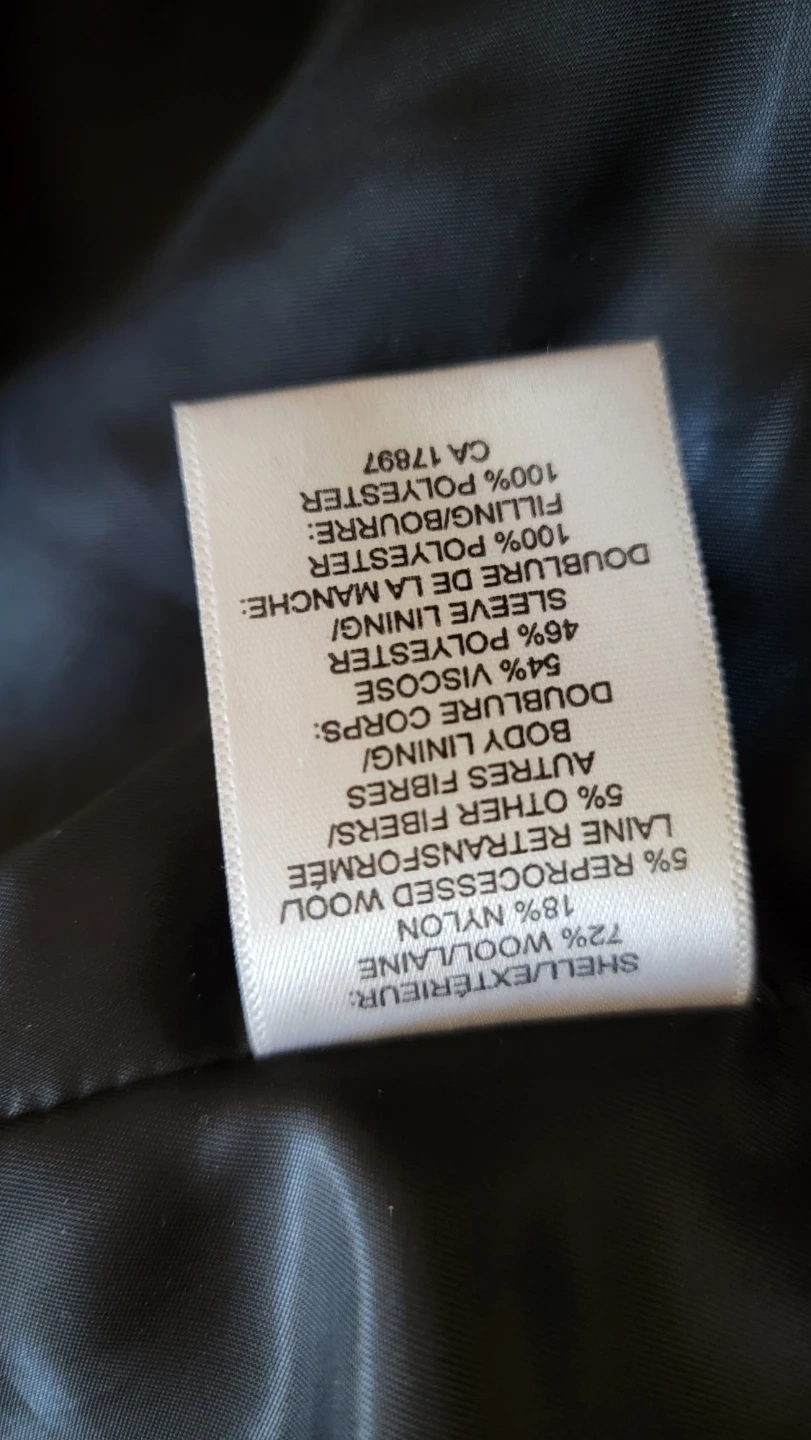 SHELL/EXTÉRIEUR:
72% WOOL/LAINE
18% NYLON
5% REPROCESSED WOOL/
LAINE RETRANSFORMÉE
5% OTHER FIBERS/
AUTRES FIBRES
BODY LINING/
DOUBLURE CORPS:
54% VISCOSE
46% POLYESTER
SLEEVE LINING/
DOUBLURE DE LA MANCHE:
100% POLYESTER
FILLING/BOURRE:
100% POLYESTER
CA 17897